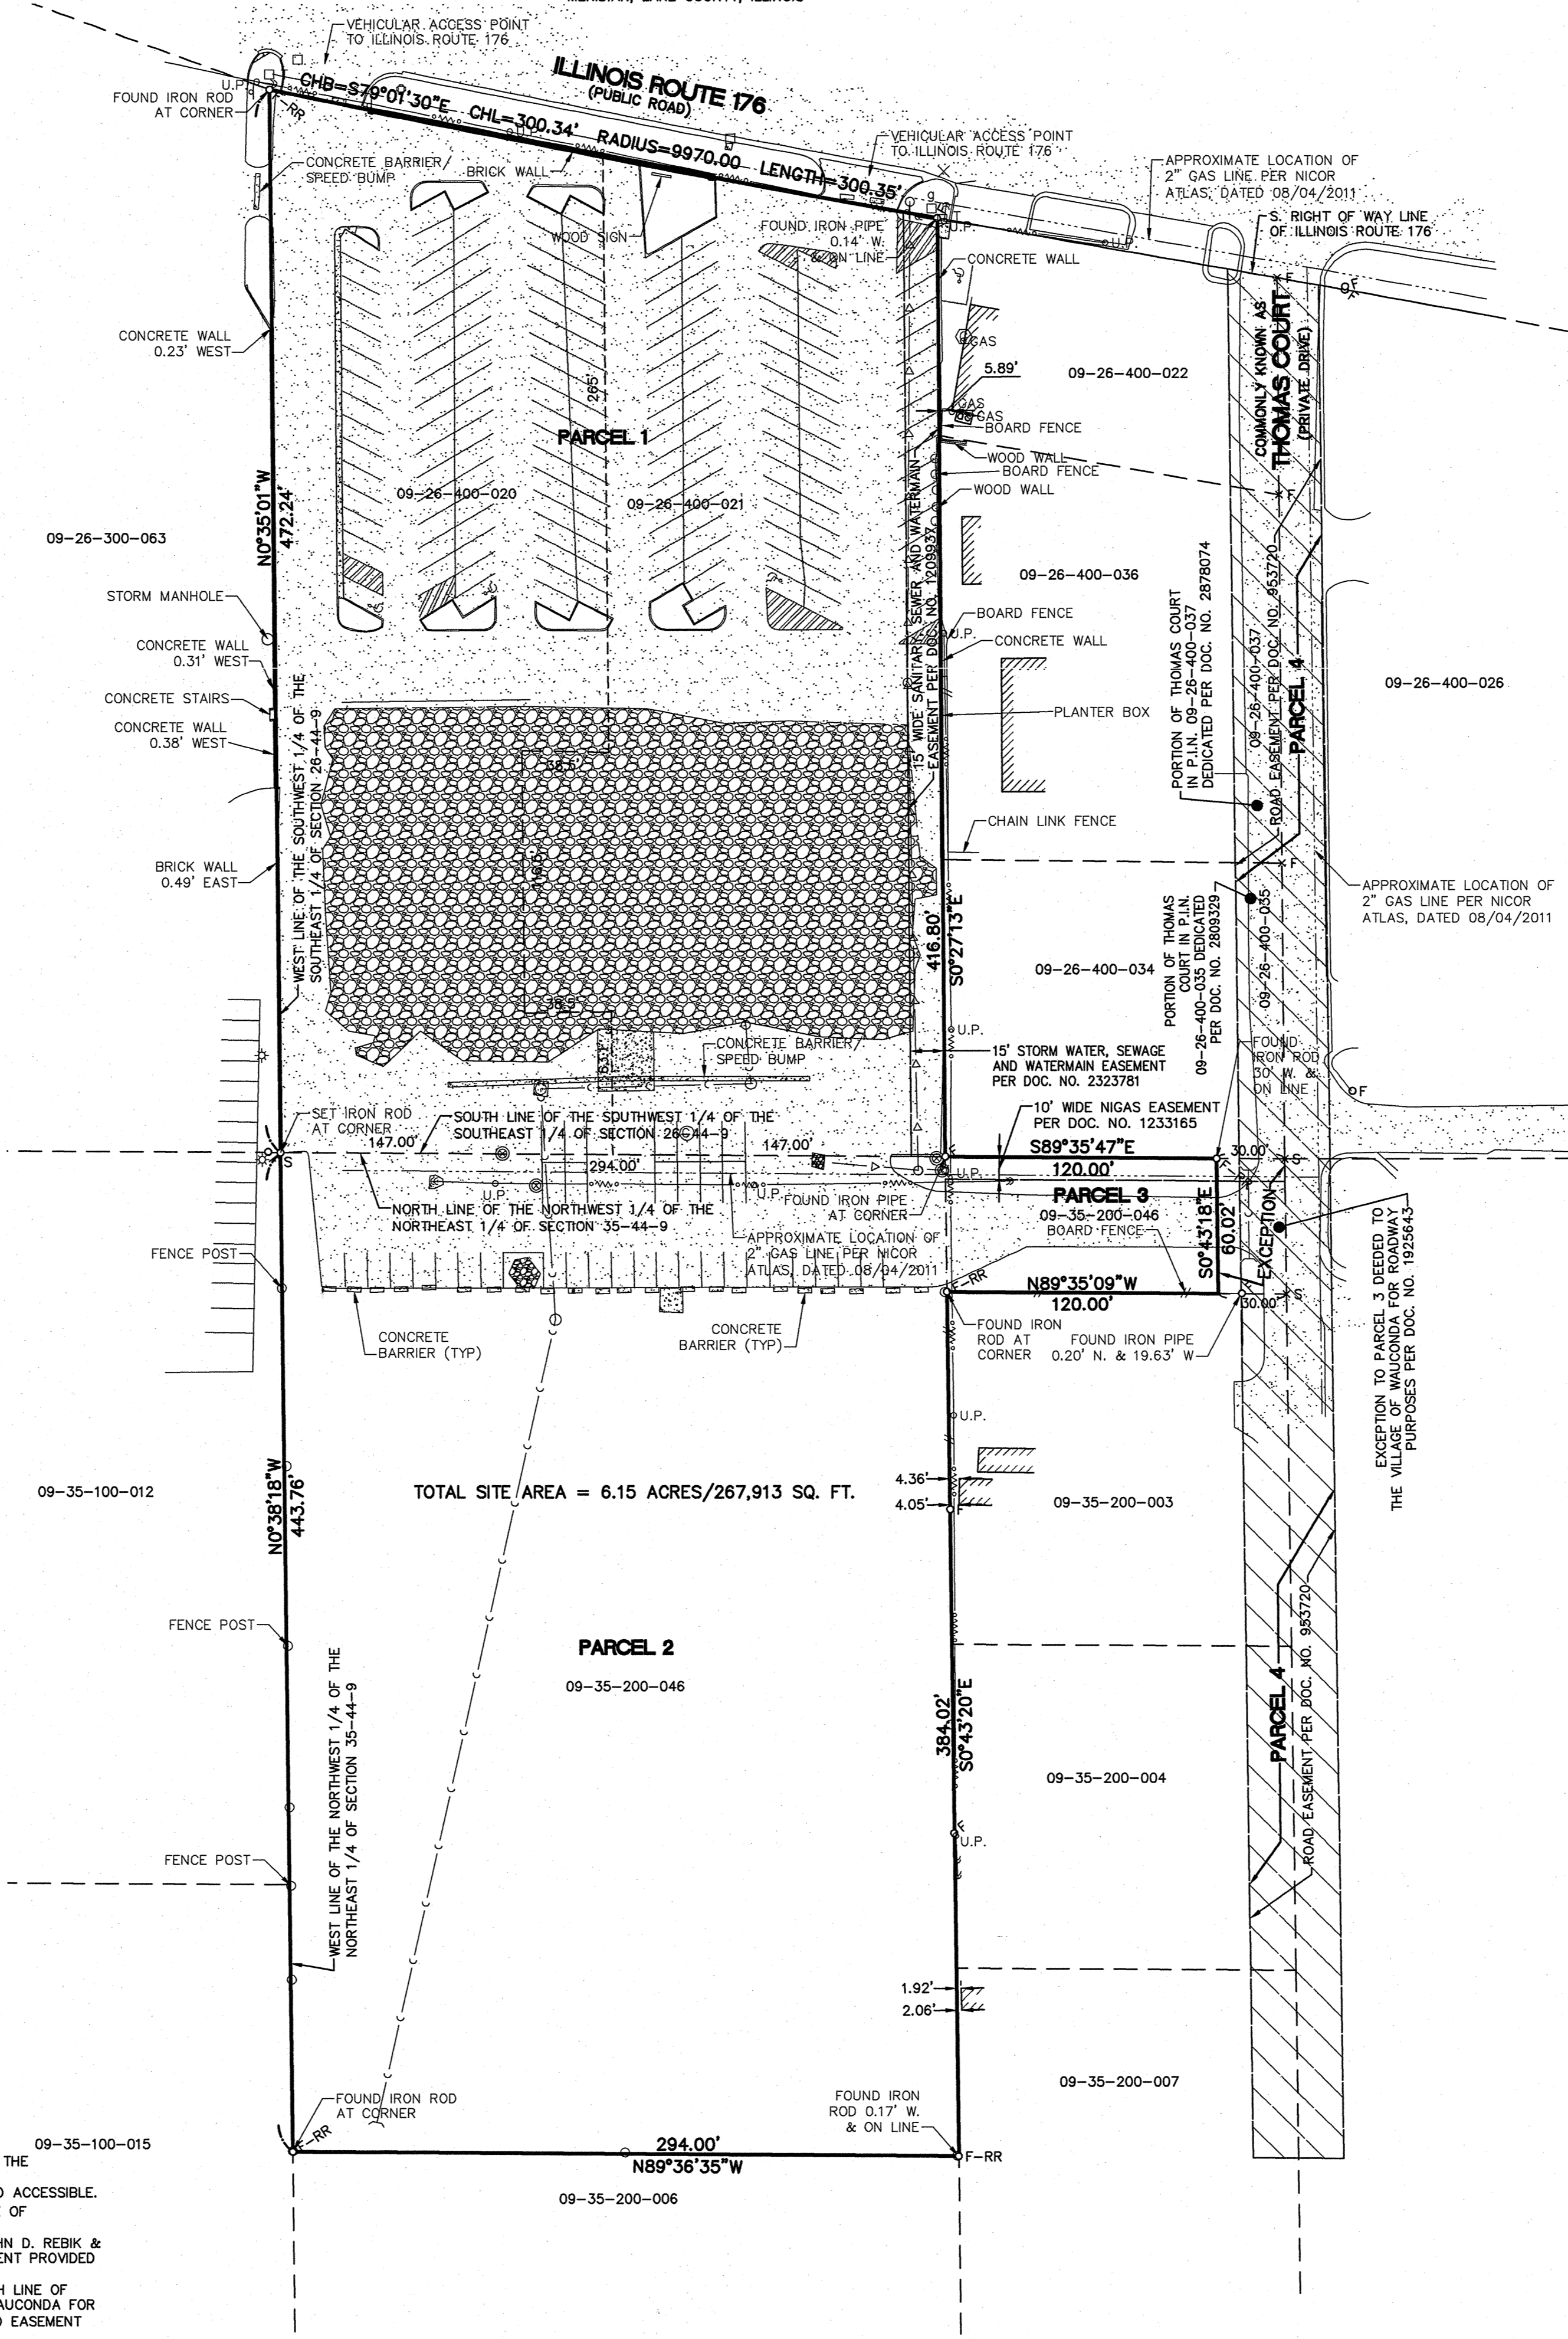 MERIDIAN, LAKE COUNTY, ILLINOIS
VEHICULAR ACCESS POINT
TO ILLINOIS ROUTE 176
ILLINOIS ROUTE 176
(PUBLIC ROAD)
U.P.
FOUND IRON ROD
AT CORNER
F-RR
CHB=S79°01'30"E CHL=300.34' RADIUS=9970.00 LENGTH=300.35'
VEHICULAR ACCESS POINT
TO ILLINOIS ROUTE 176
APPROXIMATE LOCATION OF
2" GAS LINE PER NICOR
ATLAS, DATED 08/04/2011
S. RIGHT OF WAY LINE
OF ILLINOIS ROUTE 176
CONCRETE BARRIER/
SPEED BUMP
BRICK WALL
WOOD SIGN
FOUND IRON PIPE
0.14' W.
& ON LINE
U.P.
U.P.
CONCRETE WALL
F
F
F
CONCRETE WALL
0.23' WEST
GAS
5.89'
GAS
GAS
09-26-400-022
BOARD FENCE
WOOD WALL
BOARD FENCE
WOOD WALL
COMMONLY KNOWN AS
THOMAS COURT
(PRIVATE DRIVE)
F
265'
PARCEL 1
09-26-400-020
09-26-400-021
N0°35'01"W
472.24'
09-26-300-063
15' WIDE SANITARY SEWER AND WATERMAIN
EASEMENT PER DOC. NO. 1209937
09-26-400-036
STORM MANHOLE
BOARD FENCE
U.P.
CONCRETE WALL
CONCRETE WALL
0.31' WEST
CONCRETE STAIRS
CONCRETE WALL
0.38' WEST
PLANTER BOX
PORTION OF THOMAS COURT
IN P.I.N. 09-26-400-037
DEDICATED PER DOC. NO. 2878074
09-26-400-037
ROAD EASEMENT PER DOC. NO. 953720
PARCEL 4
09-26-400-026
WEST LINE OF THE SOUTHWEST 1/4 OF THE
SOUTHEAST 1/4 OF SECTION 26-44-9
38.5'
116.5'
38.5'
CHAIN LINK FENCE
F
BRICK WALL
0.49' EAST
416.80'
S0°27'13"E
09-26-400-034
PORTION OF THOMAS
COURT IN P.I.N.
09-26-400-035 DEDICATED
PER DOC. NO. 2809329
09-26-400-035
APPROXIMATE LOCATION OF
2" GAS LINE PER NICOR
ATLAS, DATED 08/04/2011
U.P.
CONCRETE BARRIER/
SPEED BUMP
15' STORM WATER, SEWAGE
AND WATERMAIN EASEMENT
PER DOC. NO. 2323781
FOUND
IRON ROD
30' W. &
ON LINE
F
SET IRON ROD
AT CORNER
SOUTH LINE OF THE SOUTHWEST 1/4 OF THE
SOUTHEAST 1/4 OF SECTION 26-44-9
10' WIDE NIGAS EASEMENT
PER DOC. NO. 1233165
147.00'
147.00'
S
294.00'
S89°35'47"E
120.00'
30.00'
S
U.P.
U.P.
U.P.
FOUND IRON PIPE
AT CORNER
NORTH LINE OF THE NORTHWEST 1/4 OF THE
NORTHEAST 1/4 OF SECTION 35-44-9
PARCEL 3
09-35-200-046
BOARD FENCE
S0°43'18"E
60.02'
EXCEPTION
FENCE POST
APPROXIMATE LOCATION OF
2" GAS LINE PER NICOR
ATLAS, DATED 08/04/2011
F-RR
N89°35'09"W
120.00'
30.00'
S
CONCRETE
BARRIER (TYP)
CONCRETE
BARRIER (TYP)
FOUND IRON
ROD AT
CORNER
FOUND IRON PIPE
0.20' N. & 19.63' W
EXCEPTION TO PARCEL 3 DEEDED TO
THE VILLAGE OF WAUCONDA FOR ROADWAY
PURPOSES PER DOC. NO. 1925643
U.P.
N0°38'18"W
443.76'
09-35-100-012
TOTAL SITE AREA = 6.15 ACRES/267,913 SQ. FT.
4.36'
4.05'
F
09-35-200-003
FENCE POST
PARCEL 2
09-35-200-046
384.02'
S0°43'20"E
WEST LINE OF THE NORTHWEST 1/4 OF THE
NORTHEAST 1/4 OF SECTION 35-44-9
PARCEL 4
ROAD EASEMENT PER DOC. NO. 953720
09-35-200-004
F
U.P.
FENCE POST
1.92'
2.06'
09-35-200-007
FOUND IRON ROD
AT CORNER
FOUND IRON
ROD 0.17' W.
& ON LINE
F-RR
F-RR
294.00'
N89°36'35"W
09-35-100-015
09-35-200-006
THE
ACCESSIBLE.
OF
D. REBIK &
PROVIDED
LINE OF
FOR
EASEMENT